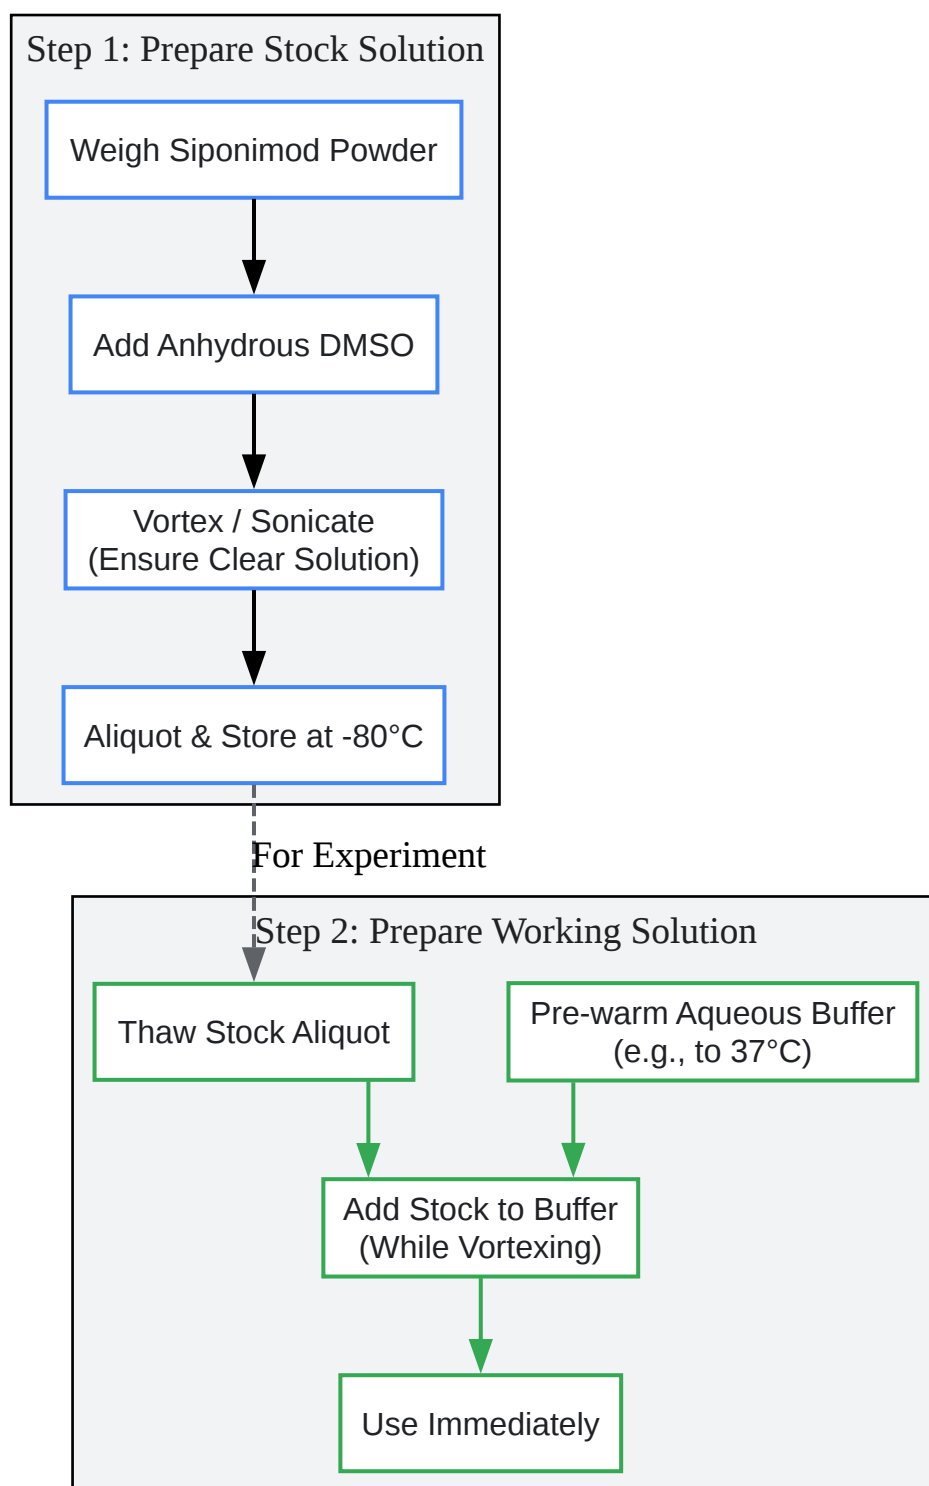 Step 1: Prepare Stock Solution
Weigh Siponimod Powder
Add Anhydrous DMSO
Vortex / Sonicate
(Ensure Clear Solution)
Aliquot & Store at -80°C
For Experiment
Step 2: Prepare Working Solution
Thaw Stock Aliquot
Pre-warm Aqueous Buffer
(e.g., to 37°C)
Add Stock to Buffer
(While Vortexing)
Use Immediately